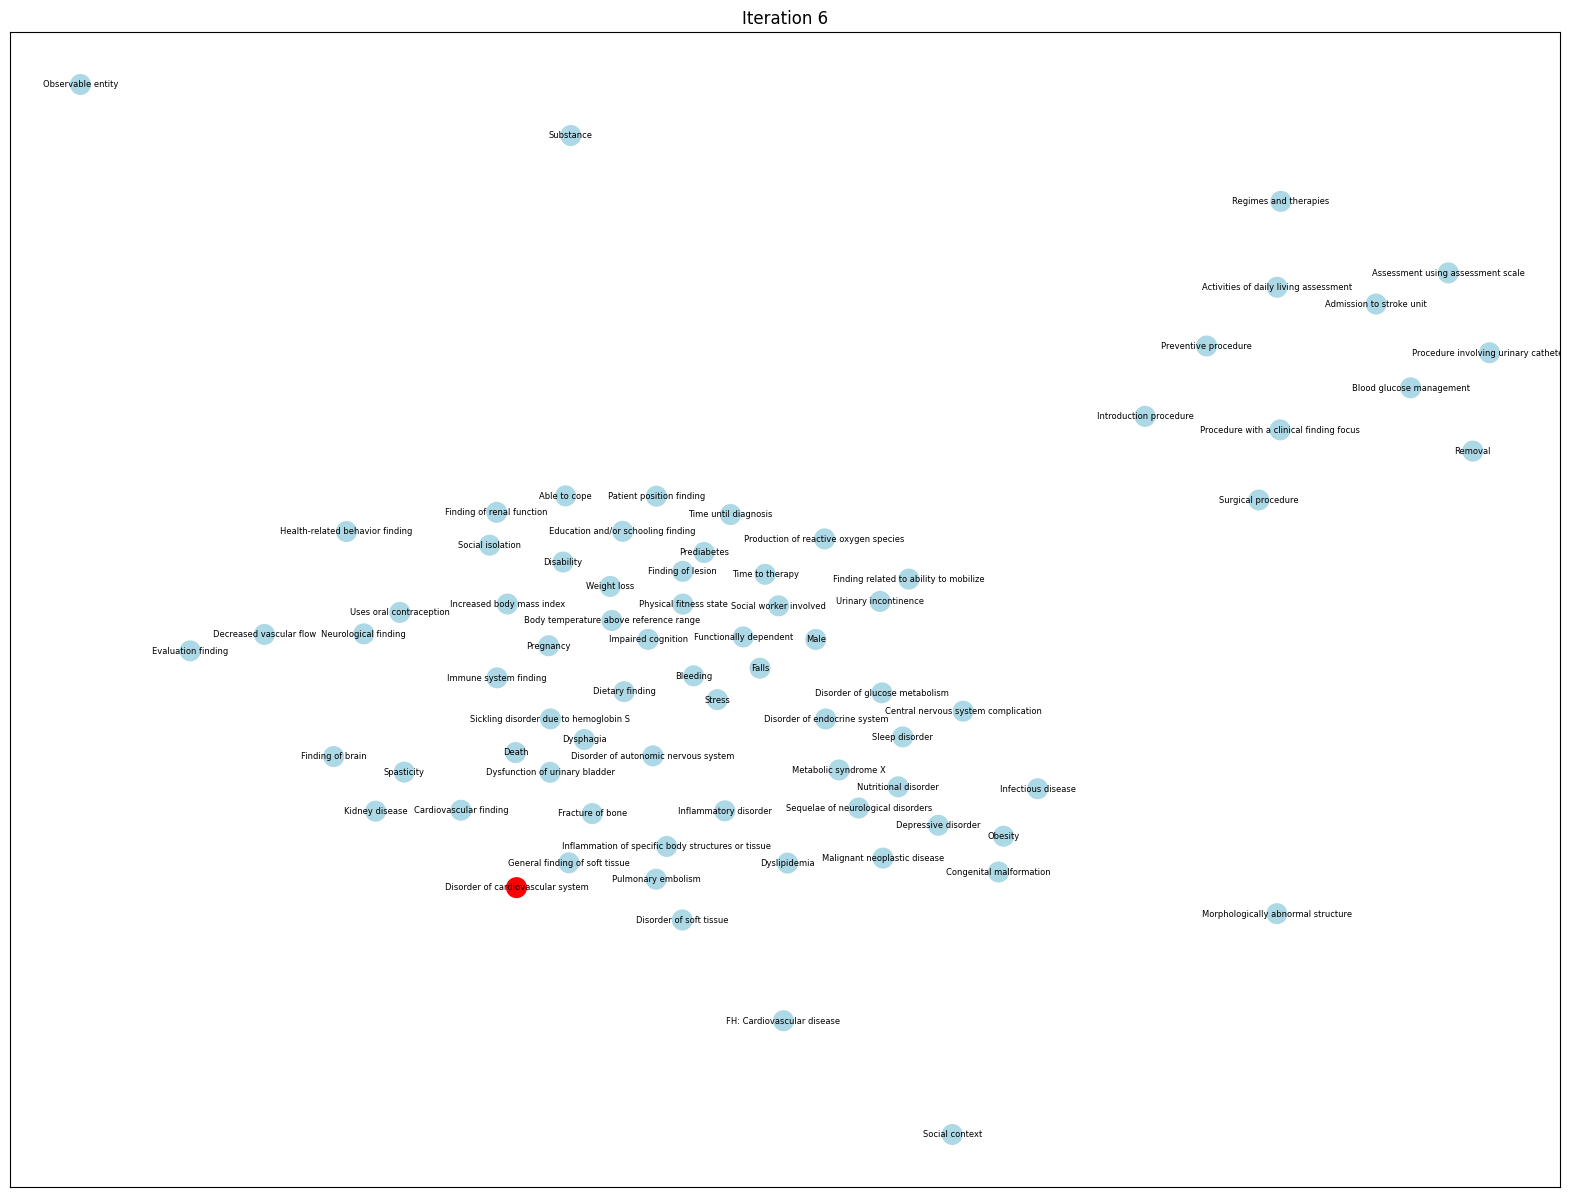 Iteration 6
Observable entity
Substance
Regimes and therapies
Assessment using assessment scale
Activities of daily living assessment
Admission to stroke unit
Preventive procedure
Procedure involving urinary cathete
Blood glucose management
Introduction procedure
Procedure with a clinical finding focus
Removal
Surgical procedure
Able to cope
Patient position finding
Finding of renal function
Time until diagnosis
Health-related behavior finding
Education and/or schooling finding
Production of reactive oxygen species
Social isolation
Prediabetes
Disability
Finding of lesion
Time to therapy
Finding related to ability to mobilize
Weight loss
Urinary incontinence
Increased body mass index
Physical fitness state
Social worker involved
Uses oral contraception
Body temperature above reference range
Decreased vascular flow
Neurological finding
Functionally dependent
Impaired cognition
Male
Pregnancy
Evaluation finding
Falls
Bleeding
Immune system finding
Dietary finding
Disorder of glucose metabolism
Stress
Central nervous system complication
Sickling disorder due to hemoglobin S
Disorder of endocrine system
Sleep disorder
Dysphagia
Death
Finding of brain
Disorder of autonomic nervous system
Metabolic syndrome X
Spasticity
Dysfunction of urinary bladder
Nutritional disorder
Infectious disease
Sequelae of neurological disorders
Kidney disease
Cardiovascular finding
Inflammatory disorder
Fracture of bone
Depressive disorder
Obesity
Inflammation of specific body structures or tissue
Malignant neoplastic disease
General finding of soft tissue
Dyslipidemia
Congenital malformation
Pulmonary embolism
Disorder of cardiovascular system
Morphologically abnormal structure
Disorder of soft tissue
FH: Cardiovascular disease
Social context